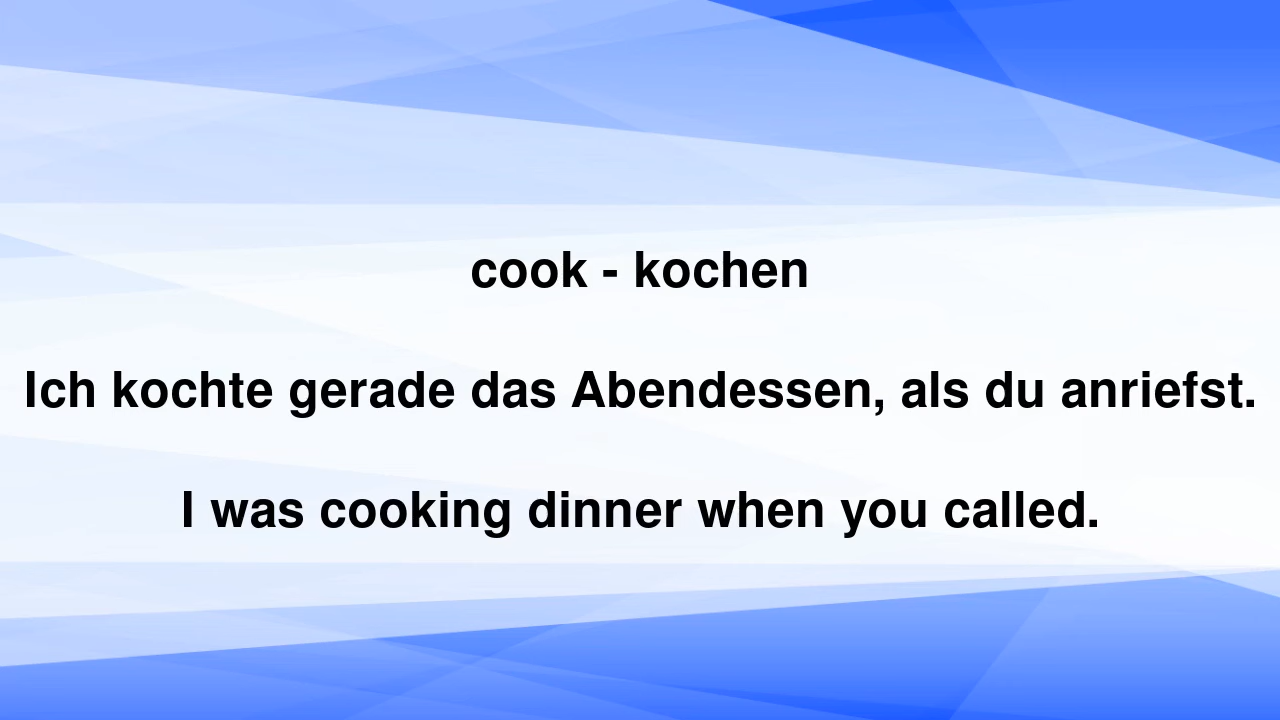 cook - kochen
Ich kochte gerade das Abendessen, als du anriefst.
I was cooking dinner when you called.